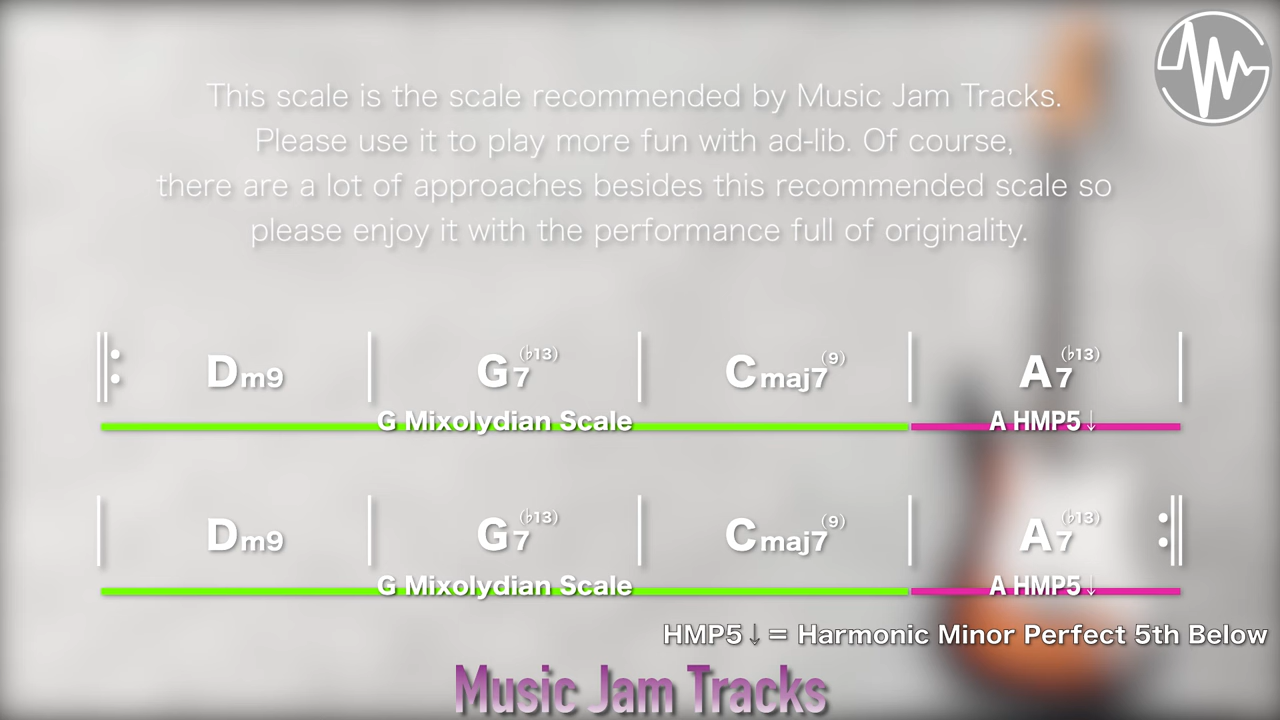 This scale is the scale recommended by Music Jam Tracks.
Please use it to play more fun with ad-lib. Of course,
there are a lot of approaches besides this recommended scale so
please enjoy it with the performance full of originality.
Dm9 G7(♭13) Cmaj7(9) A7(♭13)
G Mixolydian Scale A HMP5↓
Dm9 G7(♭13) Cmaj7(9) A7(♭13)
G Mixolydian Scale A HMP5↓
HMP5↓= Harmonic Minor Perfect 5th Below
Music Jam Tracks